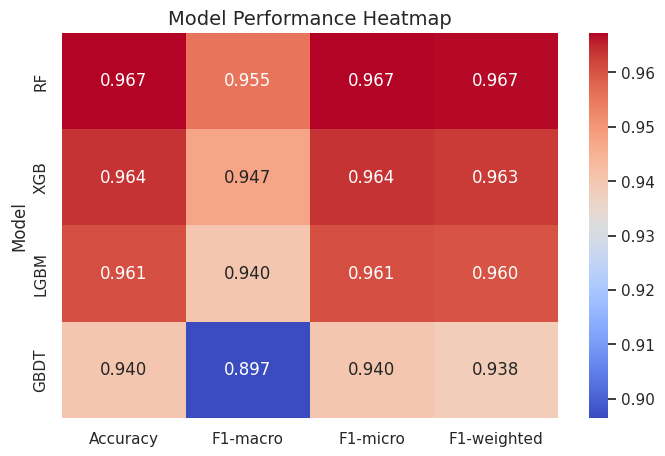 Model Performance Heatmap
Model
RF
0.967 0.955 0.967 0.967
XGB
0.964 0.947 0.964 0.963
LGBM
0.961 0.940 0.961 0.960
GBDT
0.940 0.897 0.940 0.938
Accuracy F1-macro F1-micro F1-weighted
0.96
0.95
0.94
0.93
0.92
0.91
0.90